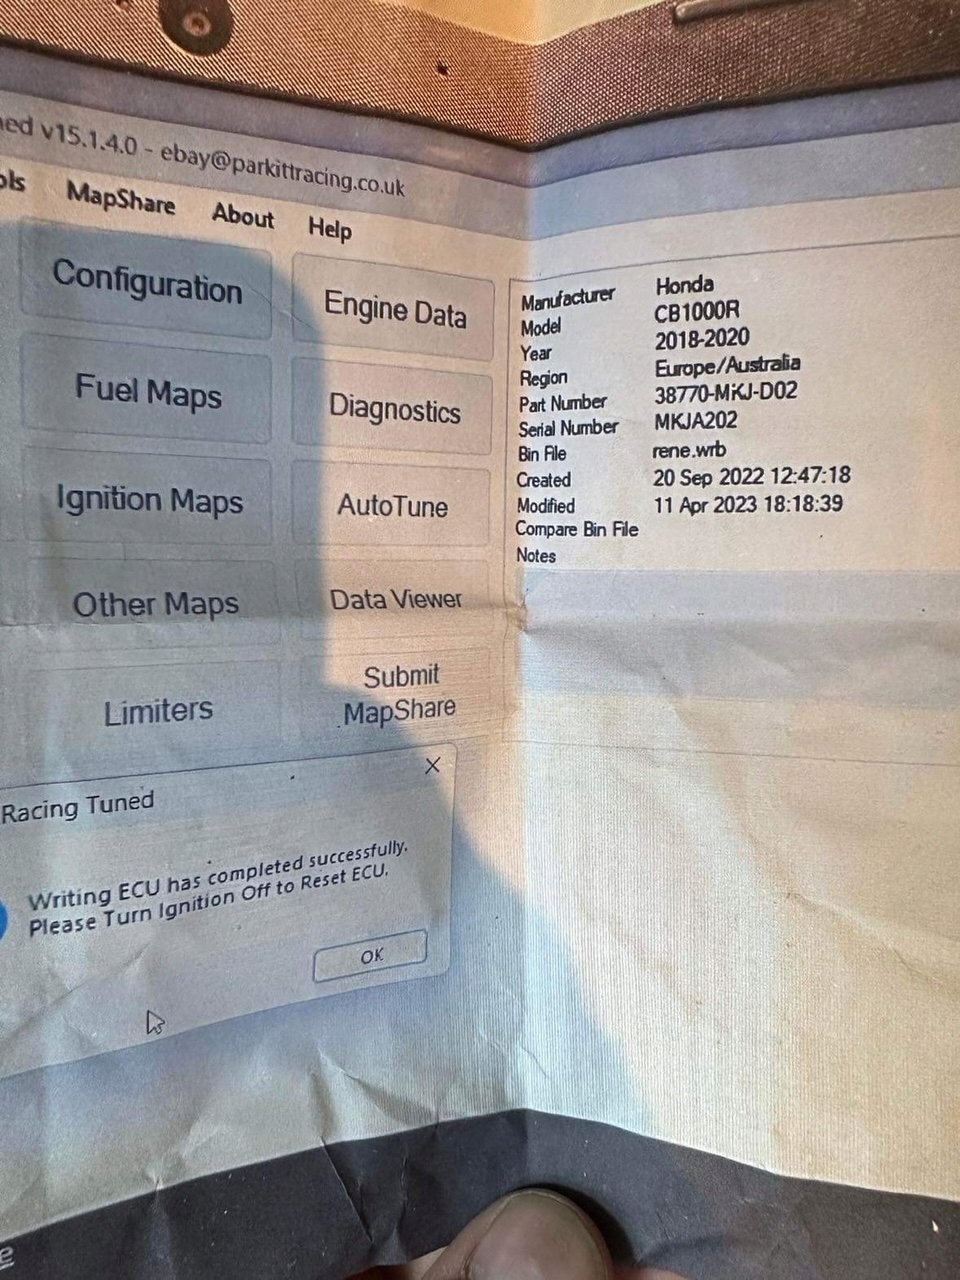 v15.1.4.0 - ebay@parkittracing.co.uk
MapShare About Help
Configuration
Engine Data
Fuel Maps
Diagnostics
Ignition Maps
AutoTune
Other Maps
Data Viewer
Limiters
Submit
MapShare
Manufacturer Honda
Model CB1000R
Year 2018-2020
Region Europe/Australia
Part Number 38770-MKJ-D02
Serial Number MKJA202
Bin File rene.wrb
Created 20 Sep 2022 12:47:18
Modified 11 Apr 2023 18:18:39
Compare Bin File
Notes
Racing Tuned
Writing ECU has completed successfully.
Please Turn Ignition Off to Reset ECU.
OK